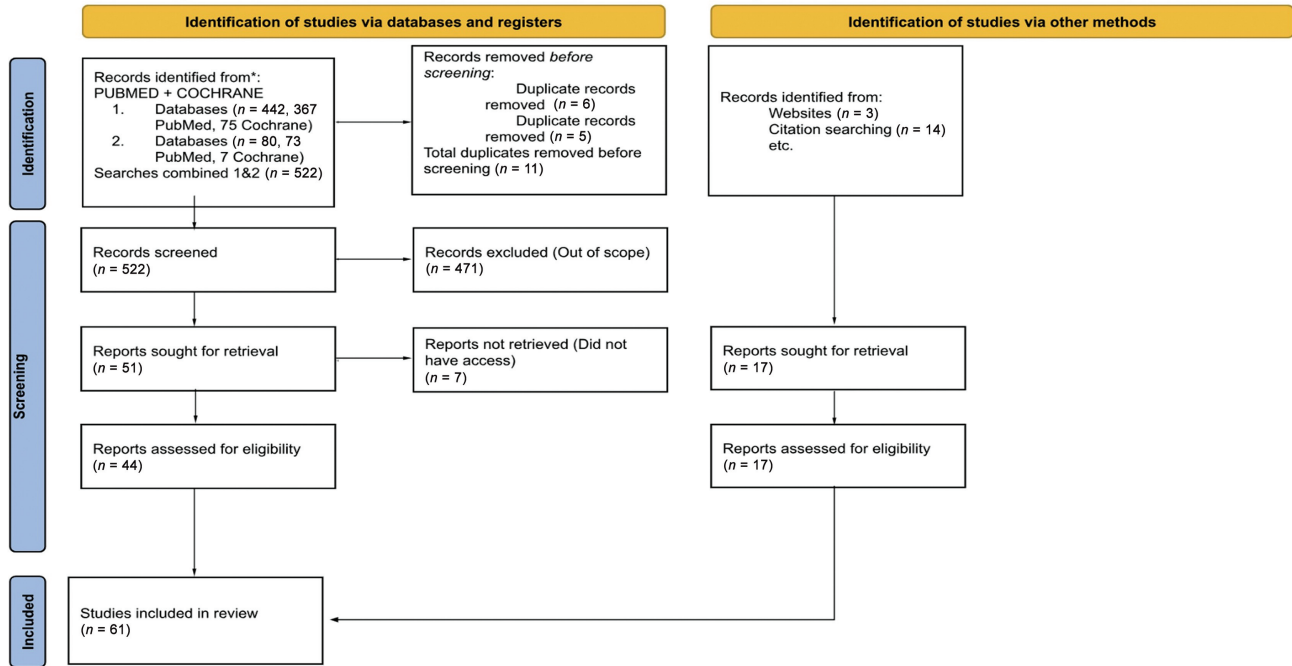 Identification of studies via databases and registers
Identification of studies via other methods
Identification
Records identified from*:
PUBMED + COCHRANE
1. Databases (n = 442, 367
PubMed, 75 Cochrane)
2. Databases (n = 80, 73
PubMed, 7 Cochrane)
Searches combined 1&2 (n = 522)
Records removed before
screening:
Duplicate records
removed (n = 6)
Duplicate records
removed (n = 5)
Total duplicates removed before
screening (n = 11)
Records identified from:
Websites (n = 3)
Citation searching (n = 14)
etc.
Screening
Records screened
(n = 522)
Records excluded (Out of scope)
(n = 471)
Reports sought for retrieval
(n = 51)
Reports not retrieved (Did not
have access)
(n = 7)
Reports sought for retrieval
(n = 17)
Reports assessed for eligibility
(n = 44)
Reports assessed for eligibility
(n = 17)
Included
Studies included in review
(n = 61)